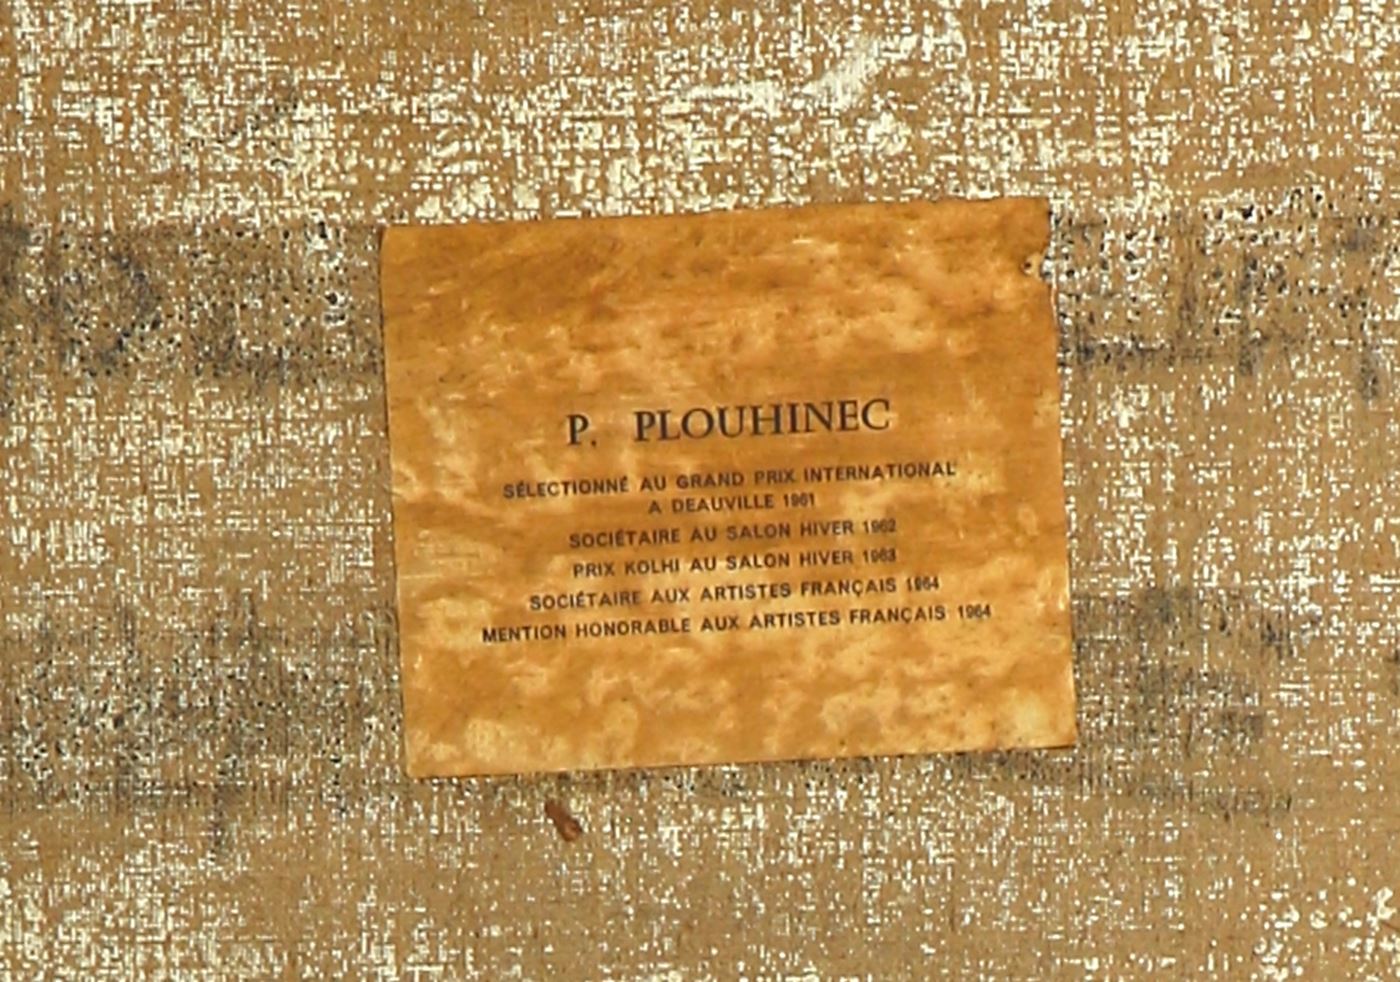 P. PLOUHINEC
SÉLECTIONNÉ AU GRAND PRIX INTERNATIONAL
A DEAUVILLE 1961
SOCIÉTAIRE AU SALON HIVER 1962
PRIX KOLHI AU SALON HIVER 1963
SOCIÉTAIRE AUX ARTISTES FRANÇAIS 1964
MENTION HONORABLE AUX ARTISTES FRANÇAIS 1964